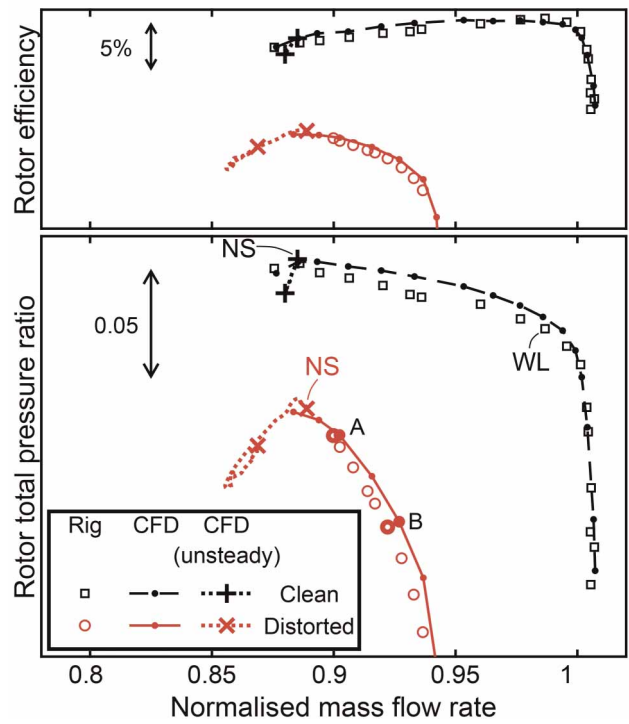 Rotor efficiency
5%
Rotor total pressure ratio
NS
0.05
WL
NS
A
B
Rig CFD CFD
(unsteady)
Clean
Distorted
0.8 0.85 0.9 0.95 1
Normalised mass flow rate